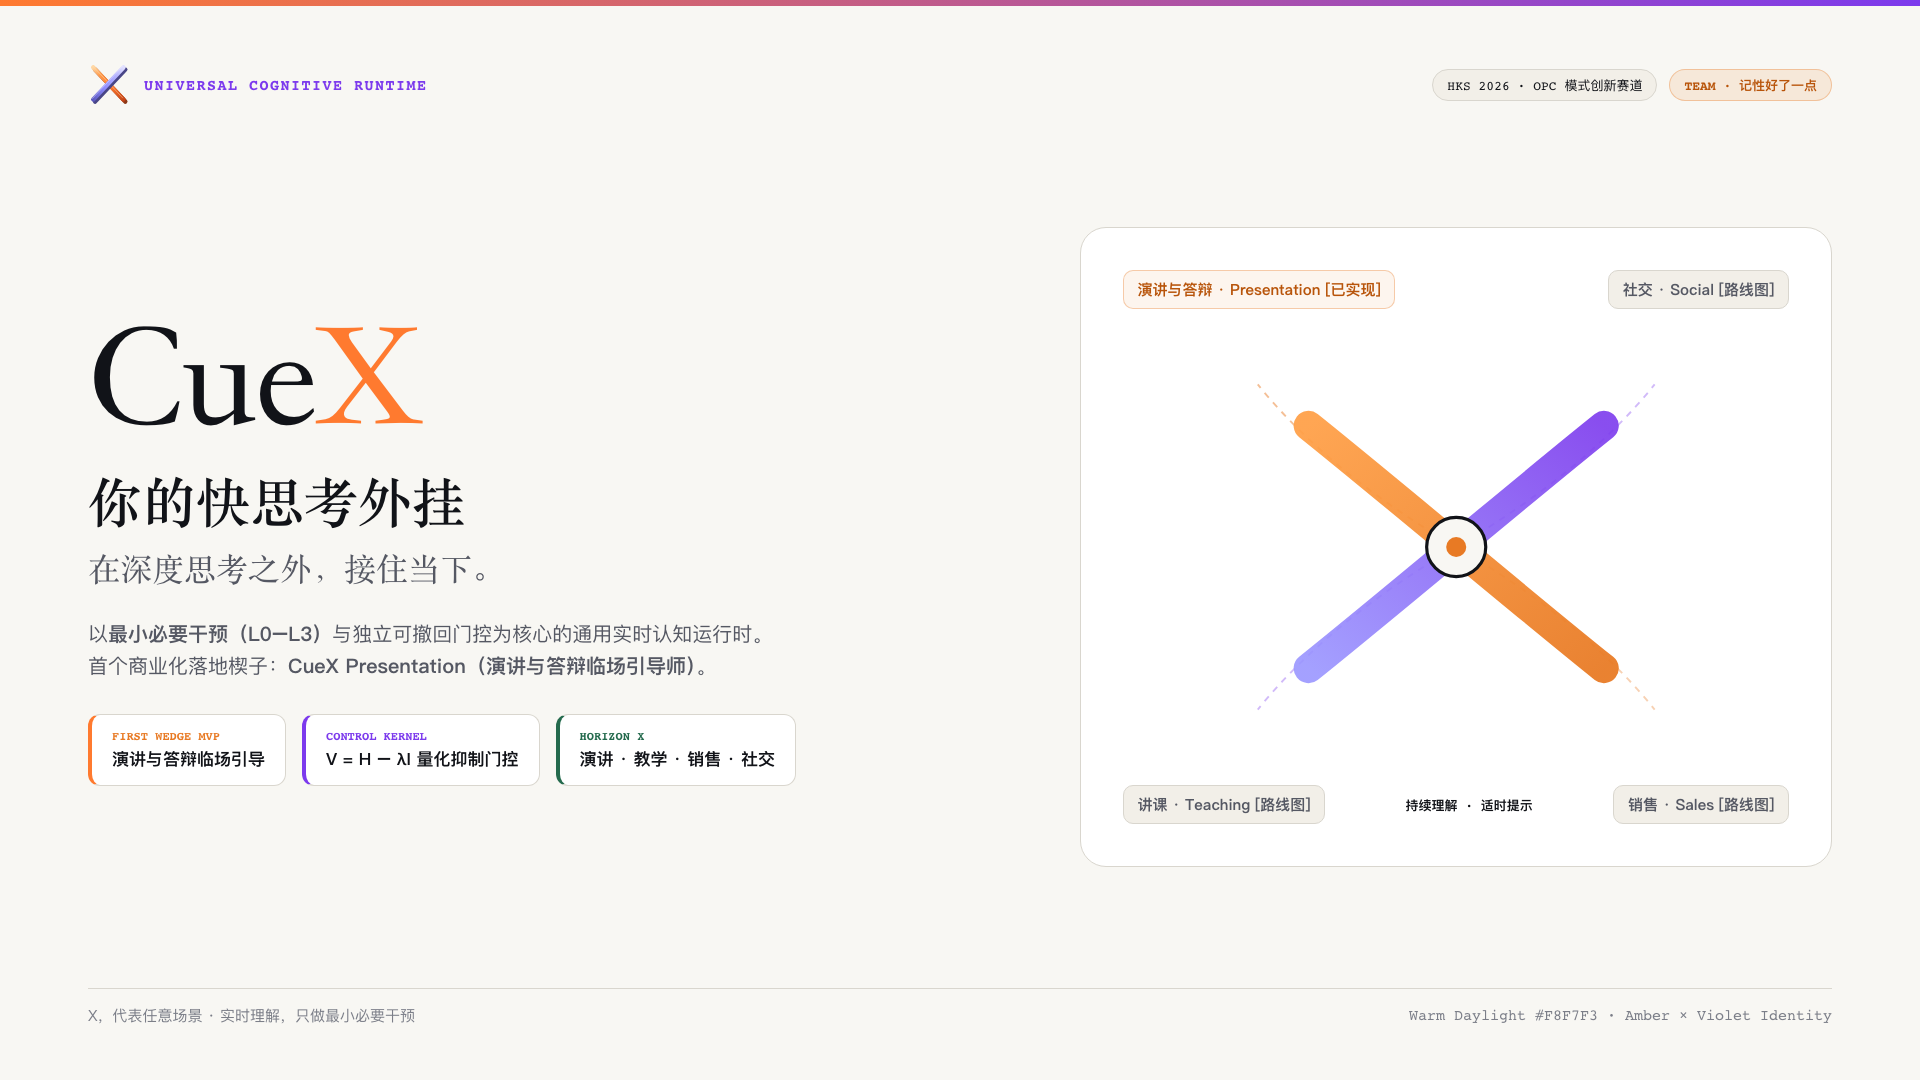 UNIVERSAL COGNITIVE RUNTIME
HKS 2026 · OPC 模式创新赛道
TEAM · 记性好了一点
CueX
你的快思考外挂
在深度思考之外，接住当下。
以最小必要干预（L0—L3）与独立可撤回门控为核心的通用实时认知运行时。
首个商业化落地楔子：CueX Presentation（演讲与答辩临场引导师）。
FIRST WEDGE MVP
演讲与答辩临场引导
CONTROL KERNEL
V = H − λI 量化抑制门控
HORIZON X
演讲 · 教学 · 销售 · 社交
演讲与答辩 · Presentation [已实现]
社交 · Social [路线图]
讲课 · Teaching [路线图]
持续理解 · 适时提示
销售 · Sales [路线图]
X，代表任意场景 · 实时理解，只做最小必要干预
Warm Daylight #F8F7F3 · Amber × Violet Identity